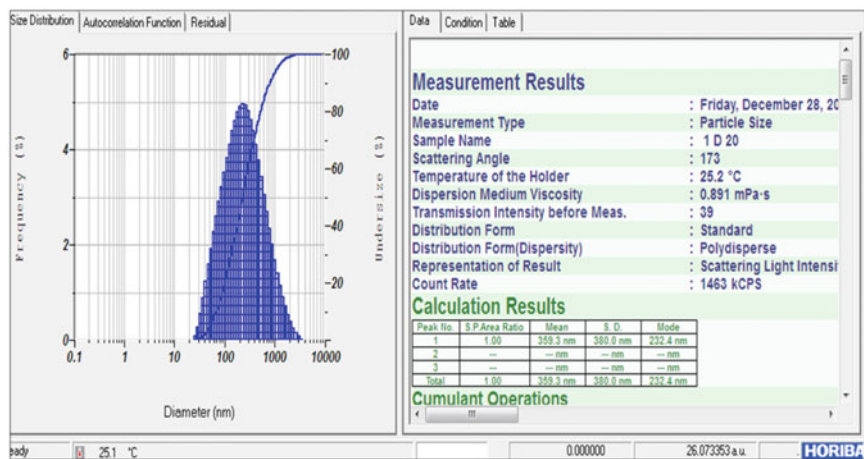 Size Distribution Autocorrelation Function Residual
6
4
2
0
Frequency (%)
100
80
60
40
20
Undersize (%)
0.1 1 10 100 1000 10000
Diameter (nm)
Data Condition Table
Measurement Results
Date : Friday, December 28, 20
Measurement Type : Particle Size
Sample Name : 1 D 20
Scattering Angle : 173
Temperature of the Holder : 25.2 °C
Dispersion Medium Viscosity : 0.891 mPa·s
Transmission Intensity before Meas. : 39
Distribution Form : Standard
Distribution Form(Dispersity) : Polydisperse
Representation of Result : Scattering Light Intensi
Count Rate : 1463 kCPS
Calculation Results
Peak No. S.P.Area Ratio Mean S. D. Mode
1 1.00 359.3 nm 380.0 nm 232.4 nm
2 --- --- nm --- nm --- nm
3 --- --- nm --- nm --- nm
Total 1.00 359.3 nm 380.0 nm 232.4 nm
Cumulant Operations
eady 25.1 °C 0.000000 26.073353 a.u. HORIBA